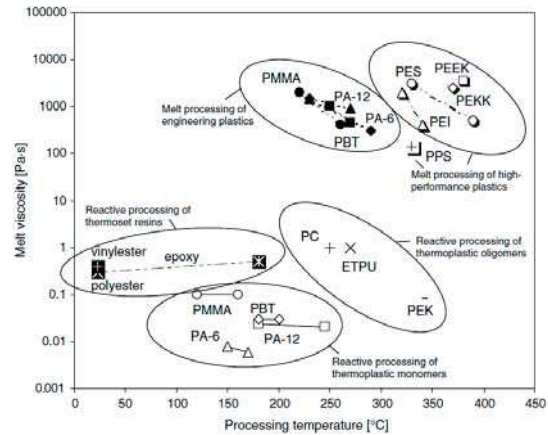 100000
10000
1000
100
10
1
0.1
0.01
0.001
Melt viscosity [Pa·s]
0
50
100
150
200
250
300
350
400
450
Processing temperature [°C]
Melt processing of
engineering plastics
PMMA
PA-12
PA-6
PBT
PES
PEEK
PEKK
PEI
PPS
Melt processing of high-
performance plastics
Reactive processing of
thermoset resins
vinylester
epoxy
polyester
PC
ETPU
PEK
Reactive processing of
thermoplastic oligomers
PMMA
PBT
PA-6
PA-12
Reactive processing of
thermoplastic monomers